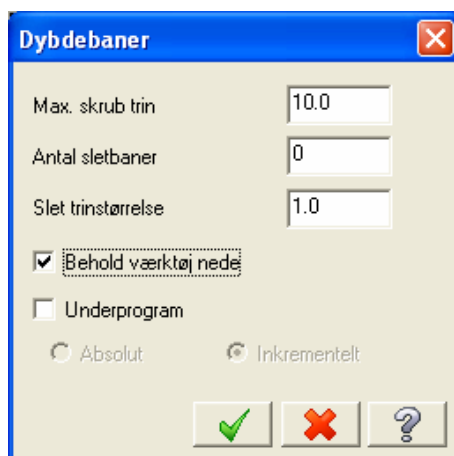 Dybdebaner
Max. skrub trin 10.0
Antal sletbaner 0
Slet trinstørrelse 1.0
Behold værktøj nede
Underprogram
Absolut Inkrementelt